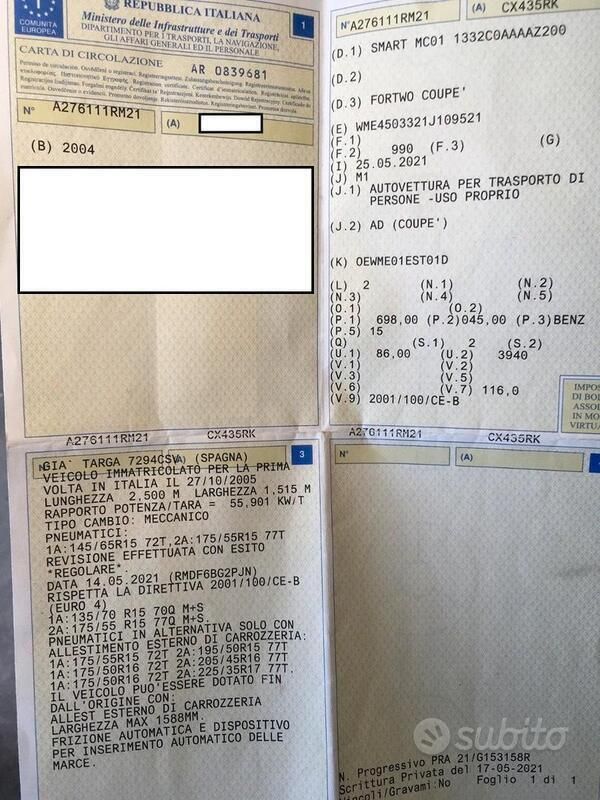 COMUNITA
EUROPEA
REPUBBLICA ITALIANA
Ministero delle Infrastrutture e dei Trasporti
DIPARTIMENTO PER I TRASPORTI, LA NAVIGAZIONE,
GLI AFFARI GENERALI ED IL PERSONALE
1
CARTA DI CIRCOLAZIONE
AR 0839681
N° A276111RM21
(A)
(B) 2004
N° A276111RM21
(A) CX435RK
(D.1) SMART MC01 1332C0AAAAZ200
(D.2)
(D.3) FORTWO COUPE'
(E) WME4503321J109521
(F.1)
(F.2) 990 (F.3) (G)
(I) 25.05.2021
(J) M1
(J.1) AUTOVETTURA PER TRASPORTO DI
PERSONE -USO PROPRIO
(J.2) AD (COUPE')
(K) OEWME01EST01D
(L) 2 (N.1) (N.2)
(N.3) (N.4) (N.5)
(O.1) (O.2)
(P.1) 698,00 (P.2)045,00 (P.3)BENZ
(P.5) 15
(Q) (S.1) 2 (S.2)
(U.1) 86,00 (U.2) 3940
(V.1) (V.2)
(V.3) (V.5)
(V.6) (V.7) 116,0
(V.9) 2001/100/CE-B
IMPOS
DI BOL
ASSOL
IN MO
VIRTUA
A276111RM21 CX435RK
A276111RM21 CX435RK
N° (A) 3
GIA' TARGA 7294CSV (SPAGNA)
VEICOLO IMMATRICOLATO PER LA PRIMA
VOLTA IN ITALIA IL 27/10/2005
LUNGHEZZA 2,500 M LARGHEZZA 1,515 M
RAPPORTO POTENZA/TARA = 55,901 KW/T
TIPO CAMBIO: MECCANICO
PNEUMATICI:
1A:145/65R15 72T,2A:175/55R15 77T
REVISIONE EFFETTUATA CON ESITO
*REGOLARE*.
DATA 14.05.2021 (RMDF6BG2PJN)
RISPETTA LA DIRETTIVA 2001/100/CE-B
(EURO 4)
1A:135/70 R15 70Q M+S
2A:175/55 R15 77Q M+S.
PNEUMATICI IN ALTERNATIVA SOLO CON
ALLESTIMENTO ESTERNO DI CARROZZERIA:
1A:175/55R15 72T 2A:195/50R15 77T
1A:175/50R16 72T 2A:205/45R16 77T
1A:175/50R16 72T 2A:225/35R17 77T.
IL VEICOLO PUO'ESSERE DOTATO FIN
DALL'ORIGINE CON:
ALLEST ESTERNO DI CARROZZERIA
LARGHEZZA MAX 1588MM.
FRIZIONE AUTOMATICA E DISPOSITIVO
PER INSERIMENTO AUTOMATICO DELLE
MARCE.
N° (A)
subito
N. Progressivo PRA 21/G153158R
Scrittura Privata del 17-05-2021
Vincoli/Gravami:No Foglio 1 di 1